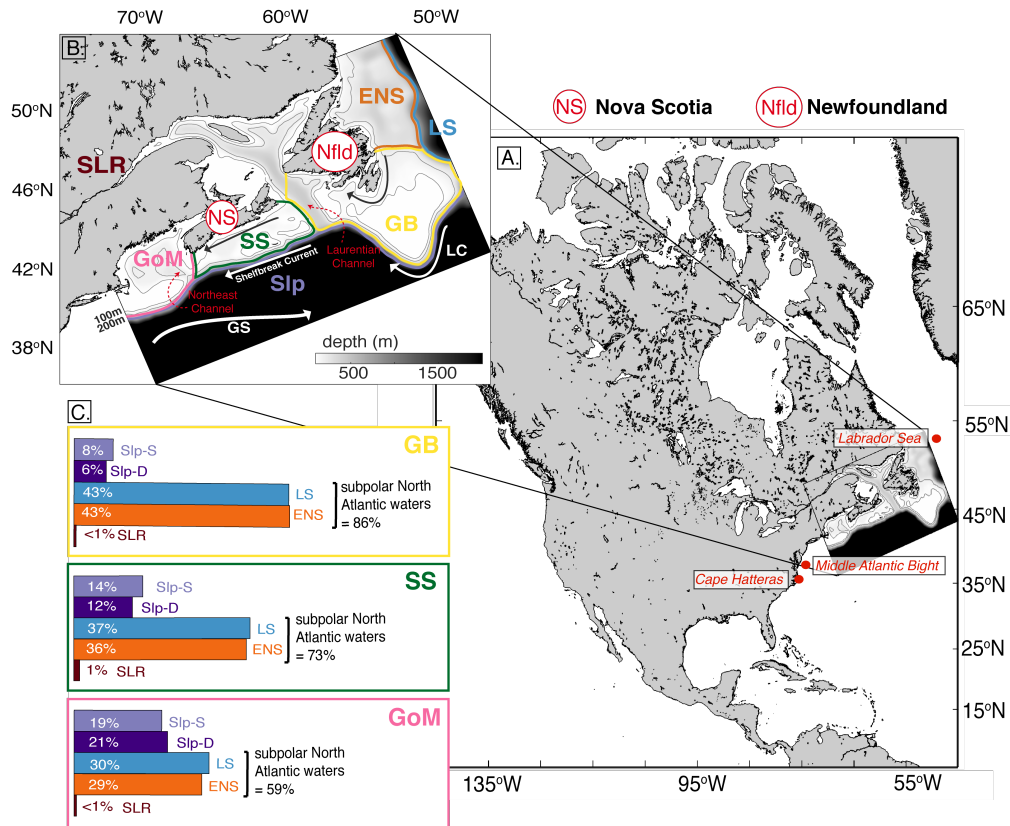 70°W 60°W 50°W
B.
50°N
46°N
42°N
38°N
ENS
LS
Nfld
SLR
NS
SS
GB
GoM
Laurentian
Channel
LC
Shelfbreak Current
Slp
Northeast
Channel
100m
200m
GS
depth (m)
500 1500
NS Nova Scotia Nfld Newfoundland
A.
65°N
55°N
45°N
35°N
25°N
15°N
Labrador Sea
Middle Atlantic Bight
Cape Hatteras
135°W 95°W 55°W
C.
GB
8% Slp-S
6% Slp-D
43% LS
43% ENS
<1% SLR
subpolar North
Atlantic waters
= 86%
SS
14% Slp-S
12% Slp-D
37% LS
36% ENS
1% SLR
subpolar North
Atlantic waters
= 73%
GoM
19% Slp-S
21% Slp-D
30% LS
29% ENS
<1% SLR
subpolar North
Atlantic waters
= 59%